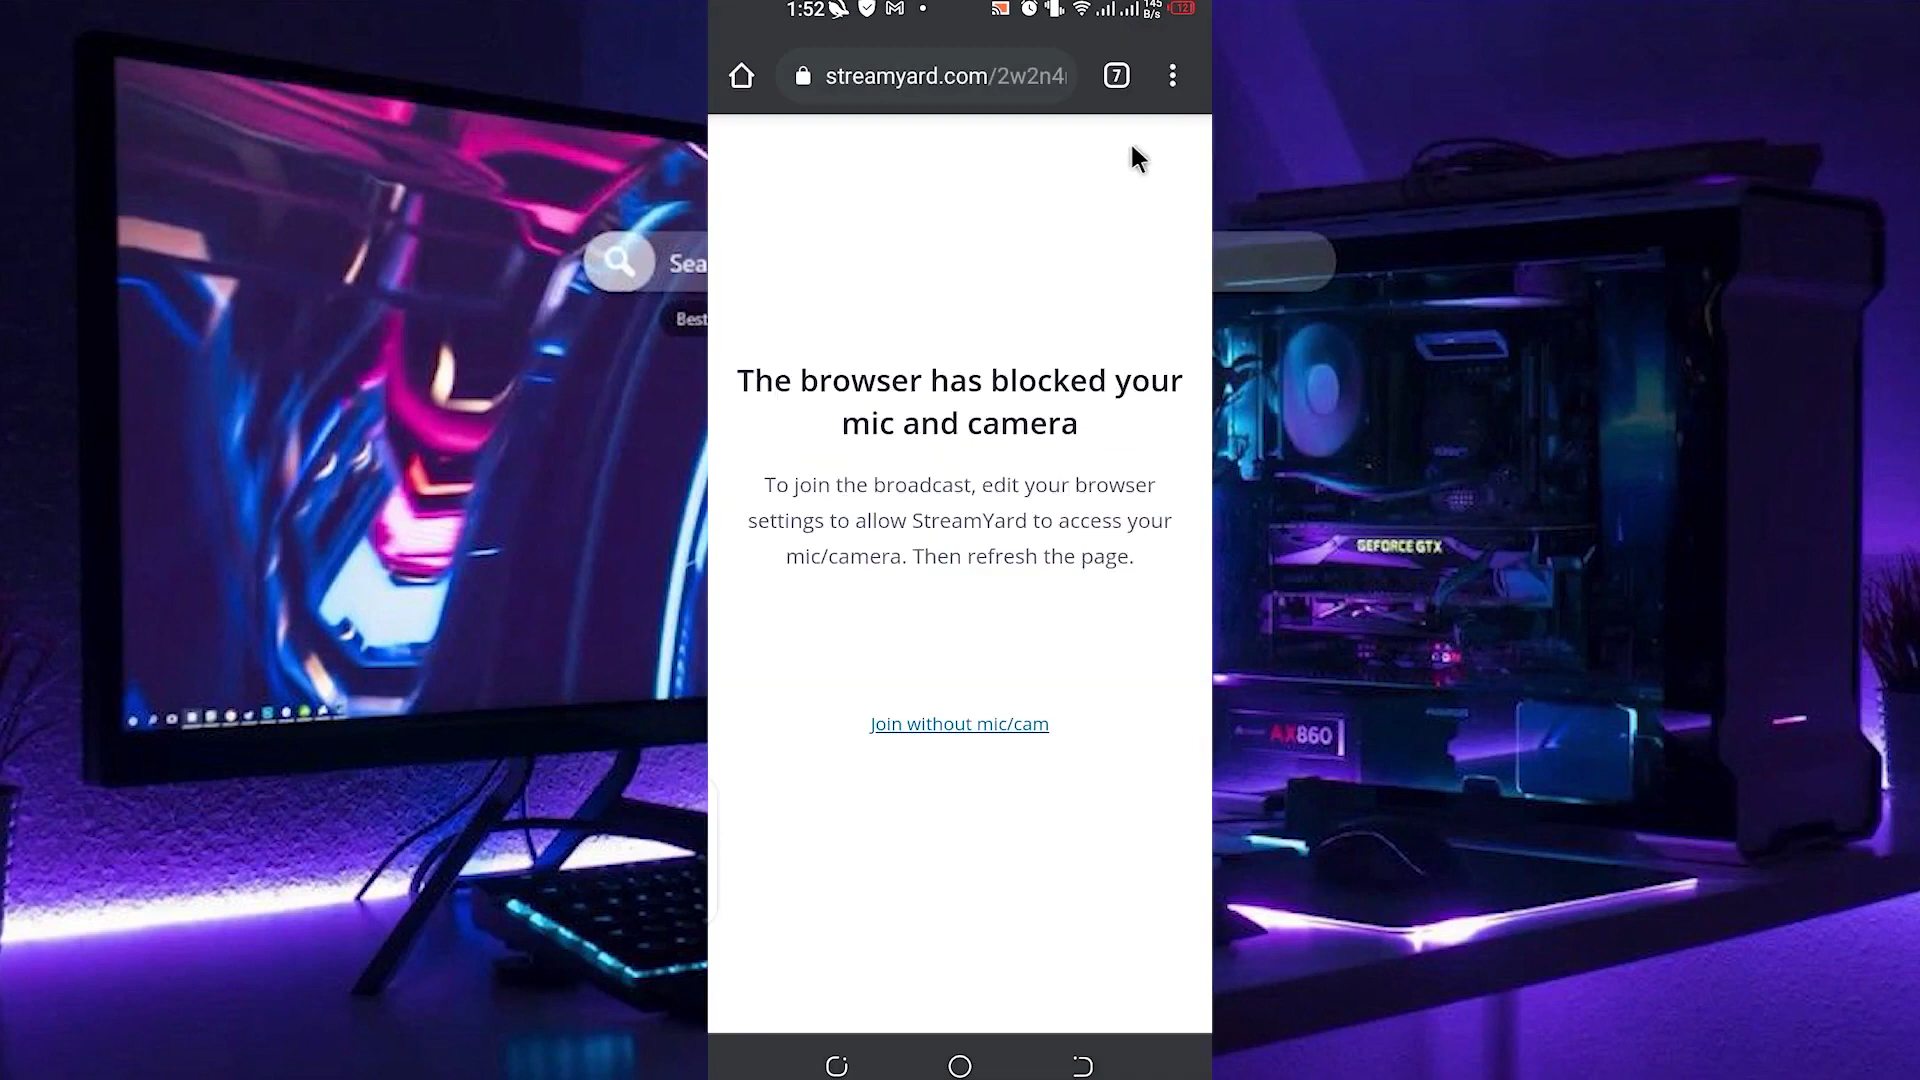 1:52
145
B/s
12
streamyard.com/2w2n4
7
Sea
Best
The browser has blocked your
mic and camera
To join the broadcast, edit your browser
settings to allow StreamYard to access your
mic/camera. Then refresh the page.
GEFORCE GTX
Join without mic/cam
AX860